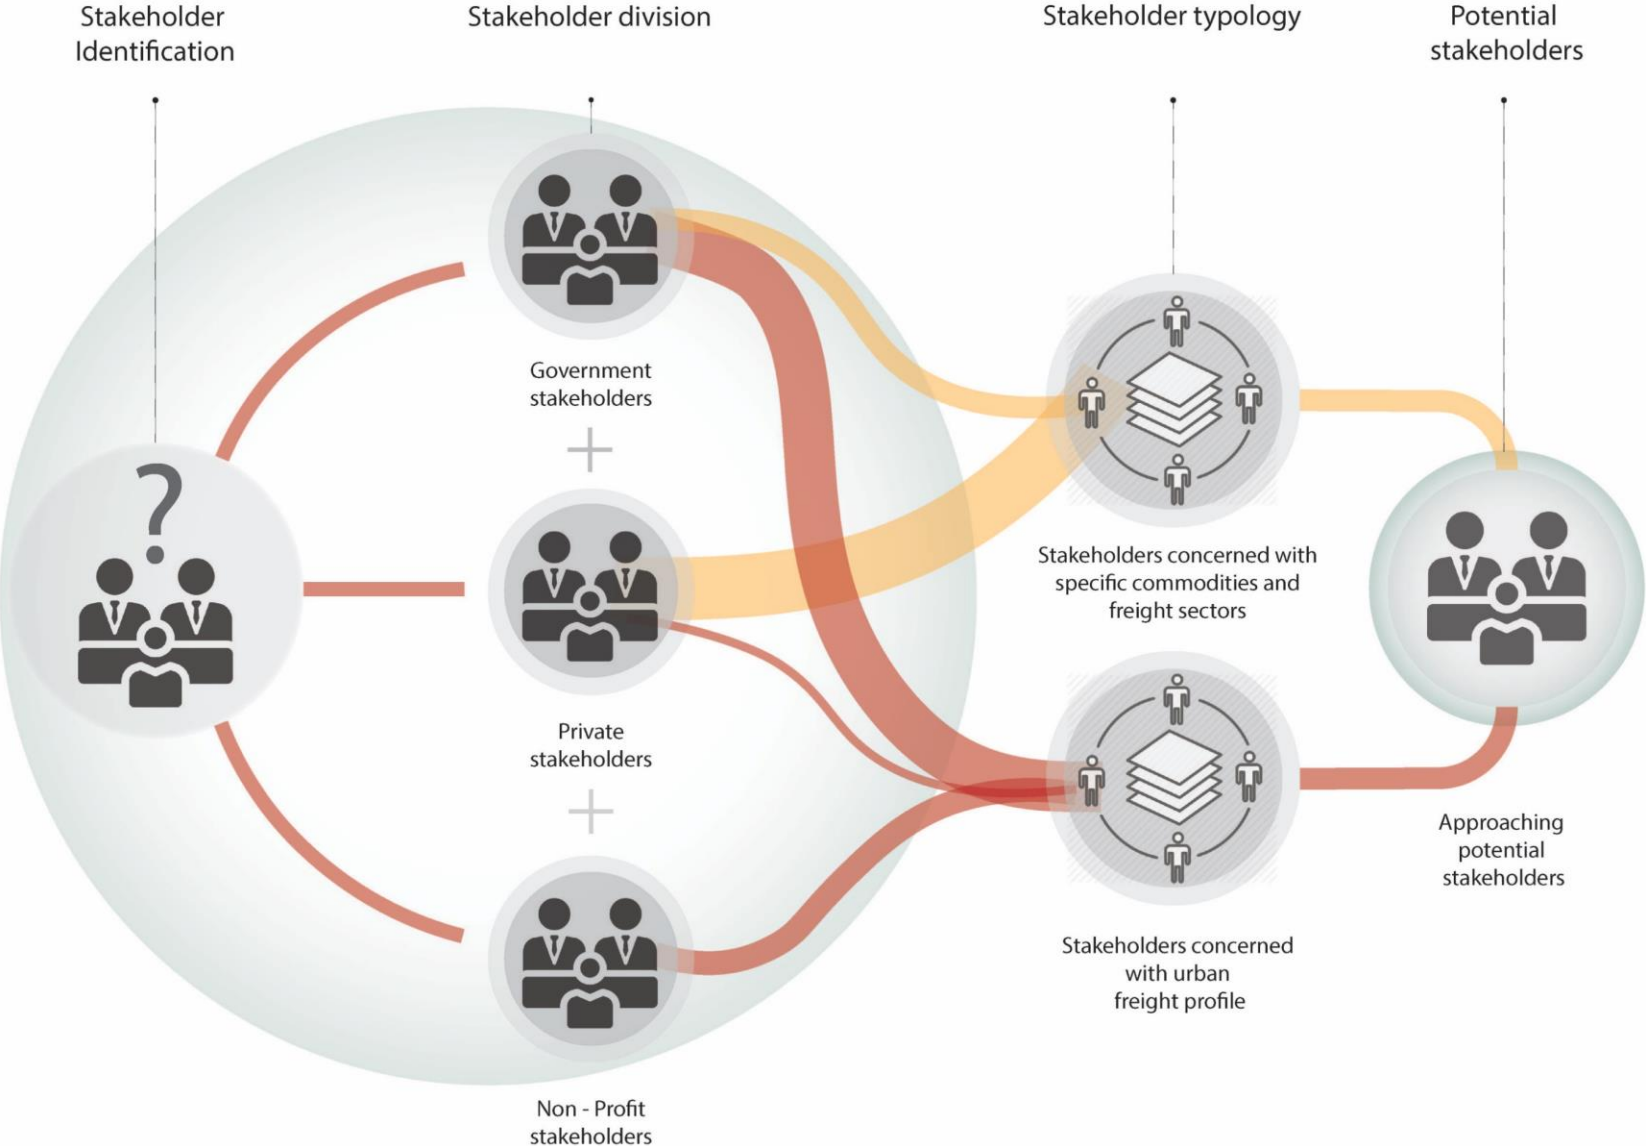 Stakeholder
Identification
Stakeholder division
Stakeholder typology
Potential
stakeholders
Government
stakeholders
+
Private
stakeholders
+
Non - Profit
stakeholders
?
Stakeholders concerned with
specific commodities and
freight sectors
Stakeholders concerned
with urban
freight profile
Approaching
potential
stakeholders